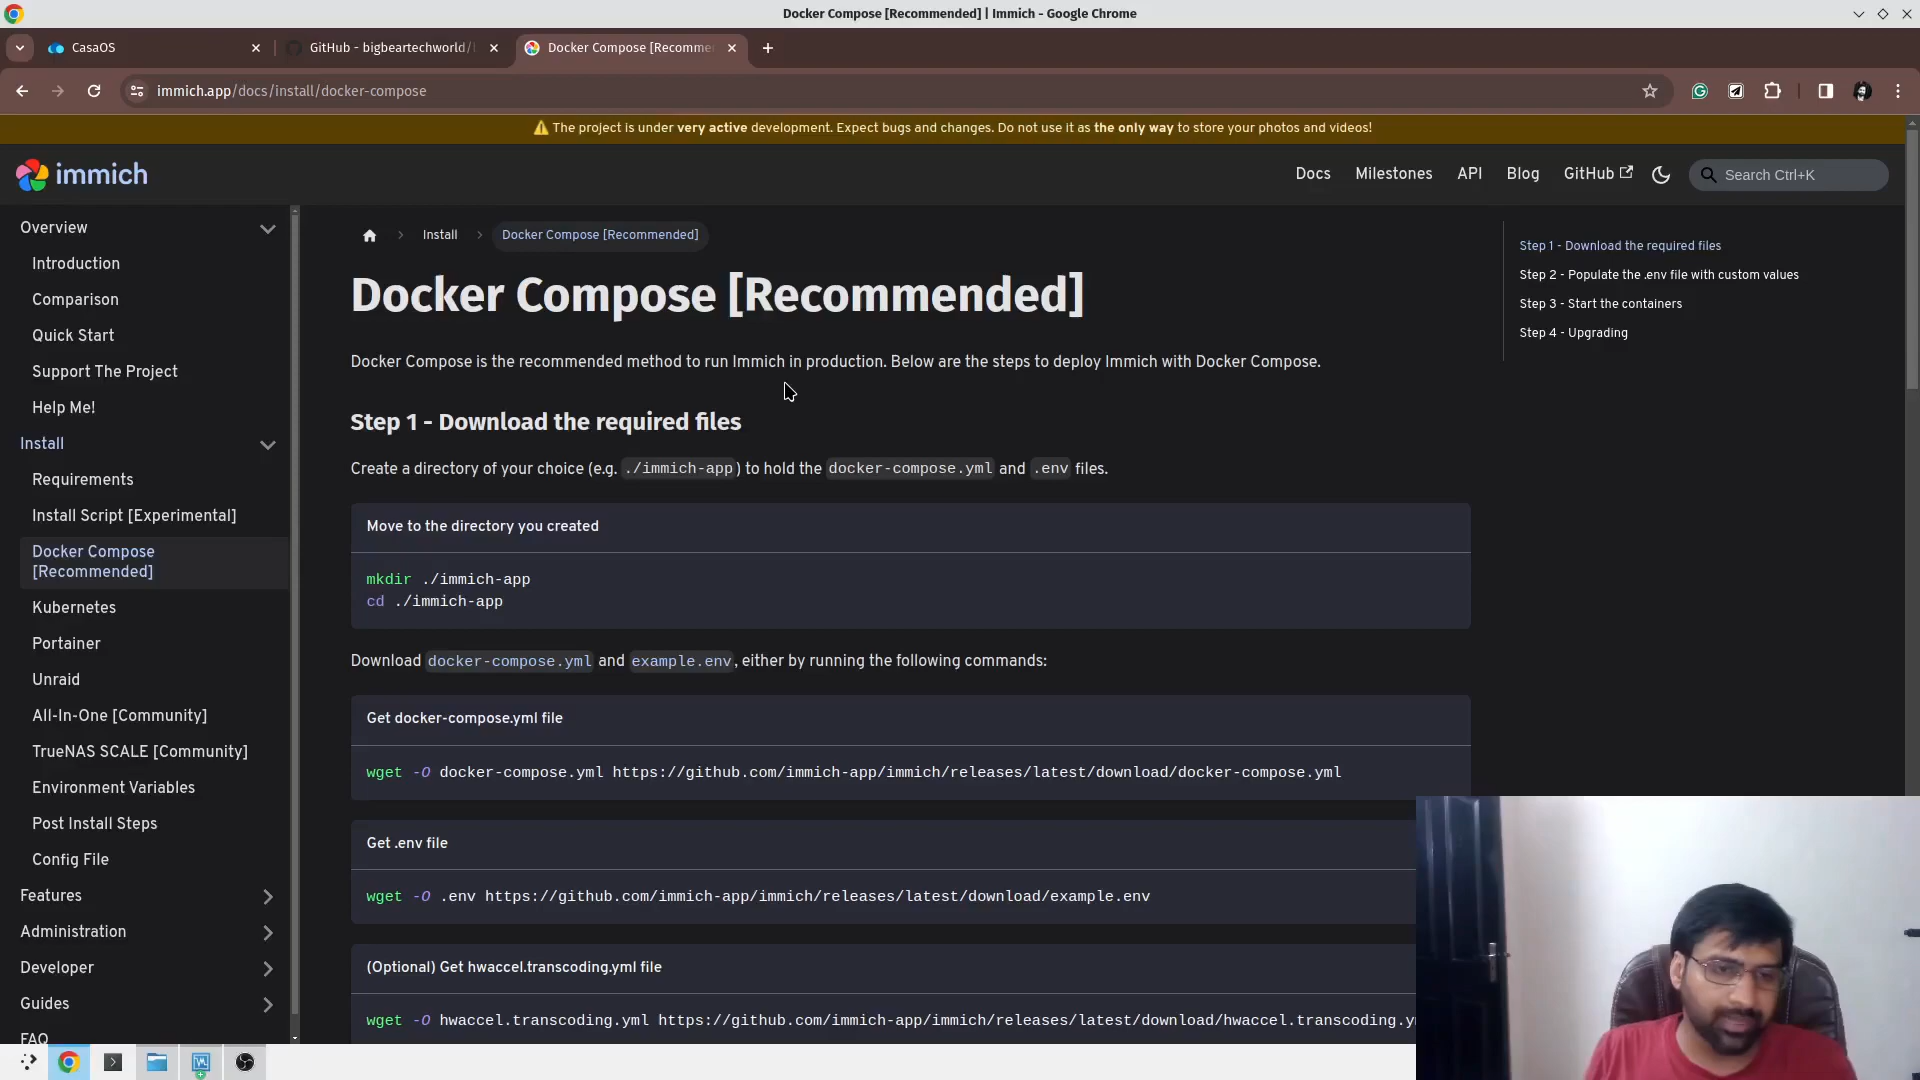 Docker Compose [Recommended] | Immich - Google Chrome
CasaOS
GitHub - bigbeartechworld/
Docker Compose [Recomme
immich.app/docs/install/docker-compose
⚠️ The project is under very active development. Expect bugs and changes. Do not use it as the only way to store your photos and videos!
immich
Docs
Milestones
API
Blog
GitHub
Search Ctrl+K
Overview
Introduction
Comparison
Quick Start
Support The Project
Help Me!
Install
Requirements
Install Script [Experimental]
Docker Compose
[Recommended]
Kubernetes
Portainer
Unraid
All-In-One [Community]
TrueNAS SCALE [Community]
Environment Variables
Post Install Steps
Config File
Features
Administration
Developer
Guides
FAQ
Install
Docker Compose [Recommended]
Docker Compose [Recommended]
Docker Compose is the recommended method to run Immich in production. Below are the steps to deploy Immich with Docker Compose.
Step 1 - Download the required files
Create a directory of your choice (e.g. ./immich-app) to hold the docker-compose.yml and .env files.
Move to the directory you created
mkdir ./immich-app
cd ./immich-app
Download docker-compose.yml and example.env, either by running the following commands:
Get docker-compose.yml file
wget -O docker-compose.yml https://github.com/immich-app/immich/releases/latest/download/docker-compose.yml
Get .env file
wget -O .env https://github.com/immich-app/immich/releases/latest/download/example.env
(Optional) Get hwaccel.transcoding.yml file
wget -O hwaccel.transcoding.yml https://github.com/immich-app/immich/releases/latest/download/hwaccel.transcoding.y
Step 1 - Download the required files
Step 2 - Populate the .env file with custom values
Step 3 - Start the containers
Step 4 - Upgrading